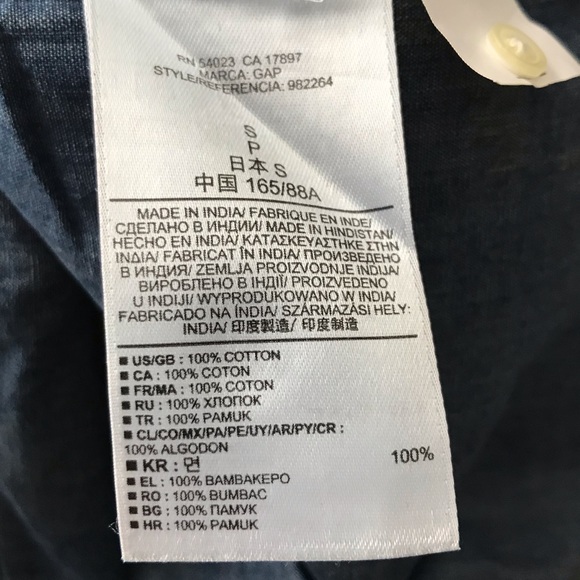 RN 54023 CA 17897
MARCA: GAP
STYLE/REFERENCIA: 982264
S
P
日本 S
中国 165/88A
MADE IN INDIA/ FABRIQUE EN INDE/
СДЕЛАНО В ИНДИИ/ MADE IN HINDISTAN/
HECHO EN INDIA/ ΚΑΤΑΣΚΕΥΑΣΤΗΚΕ ΣΤΗΝ
ΙΝΔΙΑ/ FABRICAT ÎN INDIA/ ПРОИЗВЕДЕНО
В ИНДИЯ/ ZEMLJA PROIZVODNJE INDIJA/
ВИРОБЛЕНО В ІНДІЇ/ PROIZVEDENO
U INDIJI/ WYPRODUKOWANO W INDIA/
FABRICADO NA ÍNDIA/ SZÁRMAZÁSI HELY:
INDIA/ 印度製造/ 印度制造
■ US/GB : 100% COTTON
■ CA : 100% COTON
■ FR/MA : 100% COTON
■ RU : 100% ХЛОПОК
■ TR : 100% PAMUK
■ CL/CO/MX/PA/PE/UY/AR/PY/CR :
100% ALGODON
■ KR : 면 100%
■ EL : 100% ΒΑΜΒΑΚΕΡΟ
■ RO : 100% BUMBAC
■ BG : 100% ПАМУК
■ HR : 100% PAMUK